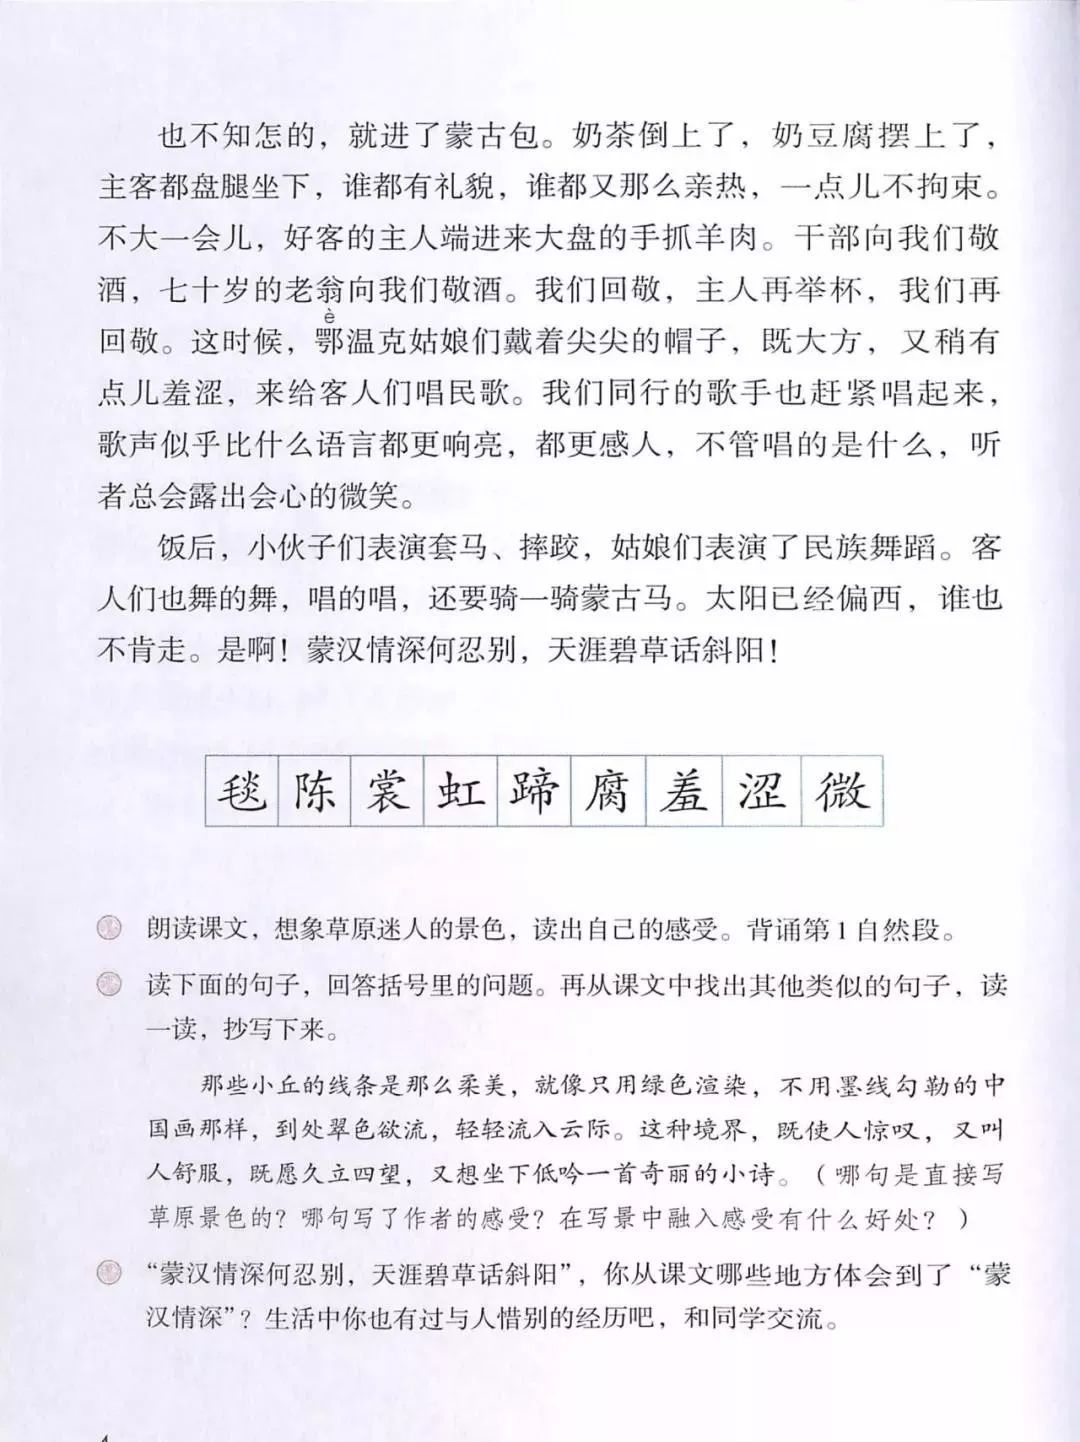 也不知怎的，就进了蒙古包。奶茶倒上了，奶豆腐摆上了，
主客都盘腿坐下，谁都有礼貌，谁都又那么亲热，一点儿不拘束。
不大一会儿，好客的主人端进来大盘的手抓羊肉。干部向我们敬
酒，七十岁的老翁向我们敬酒。我们回敬，主人再举杯，我们再
è
回敬。这时候，鄂温克姑娘们戴着尖尖的帽子，既大方，又稍有
点儿羞涩，来给客人们唱民歌。我们同行的歌手也赶紧唱起来，
歌声似乎比什么语言都更响亮，都更感人，不管唱的是什么，听
者总会露出会心的微笑。
饭后，小伙子们表演套马、摔跤，姑娘们表演了民族舞蹈。客
人们也舞的舞，唱的唱，还要骑一骑蒙古马。太阳已经偏西，谁也
不肯走。是啊！蒙汉情深何忍别，天涯碧草话斜阳！
毯陈裳虹蹄腐羞涩微
朗读课文，想象草原迷人的景色，读出自己的感受。背诵第1自然段。
读下面的句子，回答括号里的问题。再从课文中找出其他类似的句子，读
一读，抄写下来。
那些小丘的线条是那么柔美，就像只用绿色渲染，不用墨线勾勒的中
国画那样，到处翠色欲流，轻轻流入云际。这种境界，既使人惊叹，又叫
人舒服，既愿久立四望，又想坐下低吟一首奇丽的小诗。（哪句是直接写
草原景色的？哪句写了作者的感受？在写景中融入感受有什么好处？）
“蒙汉情深何忍别，天涯碧草话斜阳”，你从课文哪些地方体会到了“蒙
汉情深”？生活中你也有过与人惜别的经历吧，和同学交流。